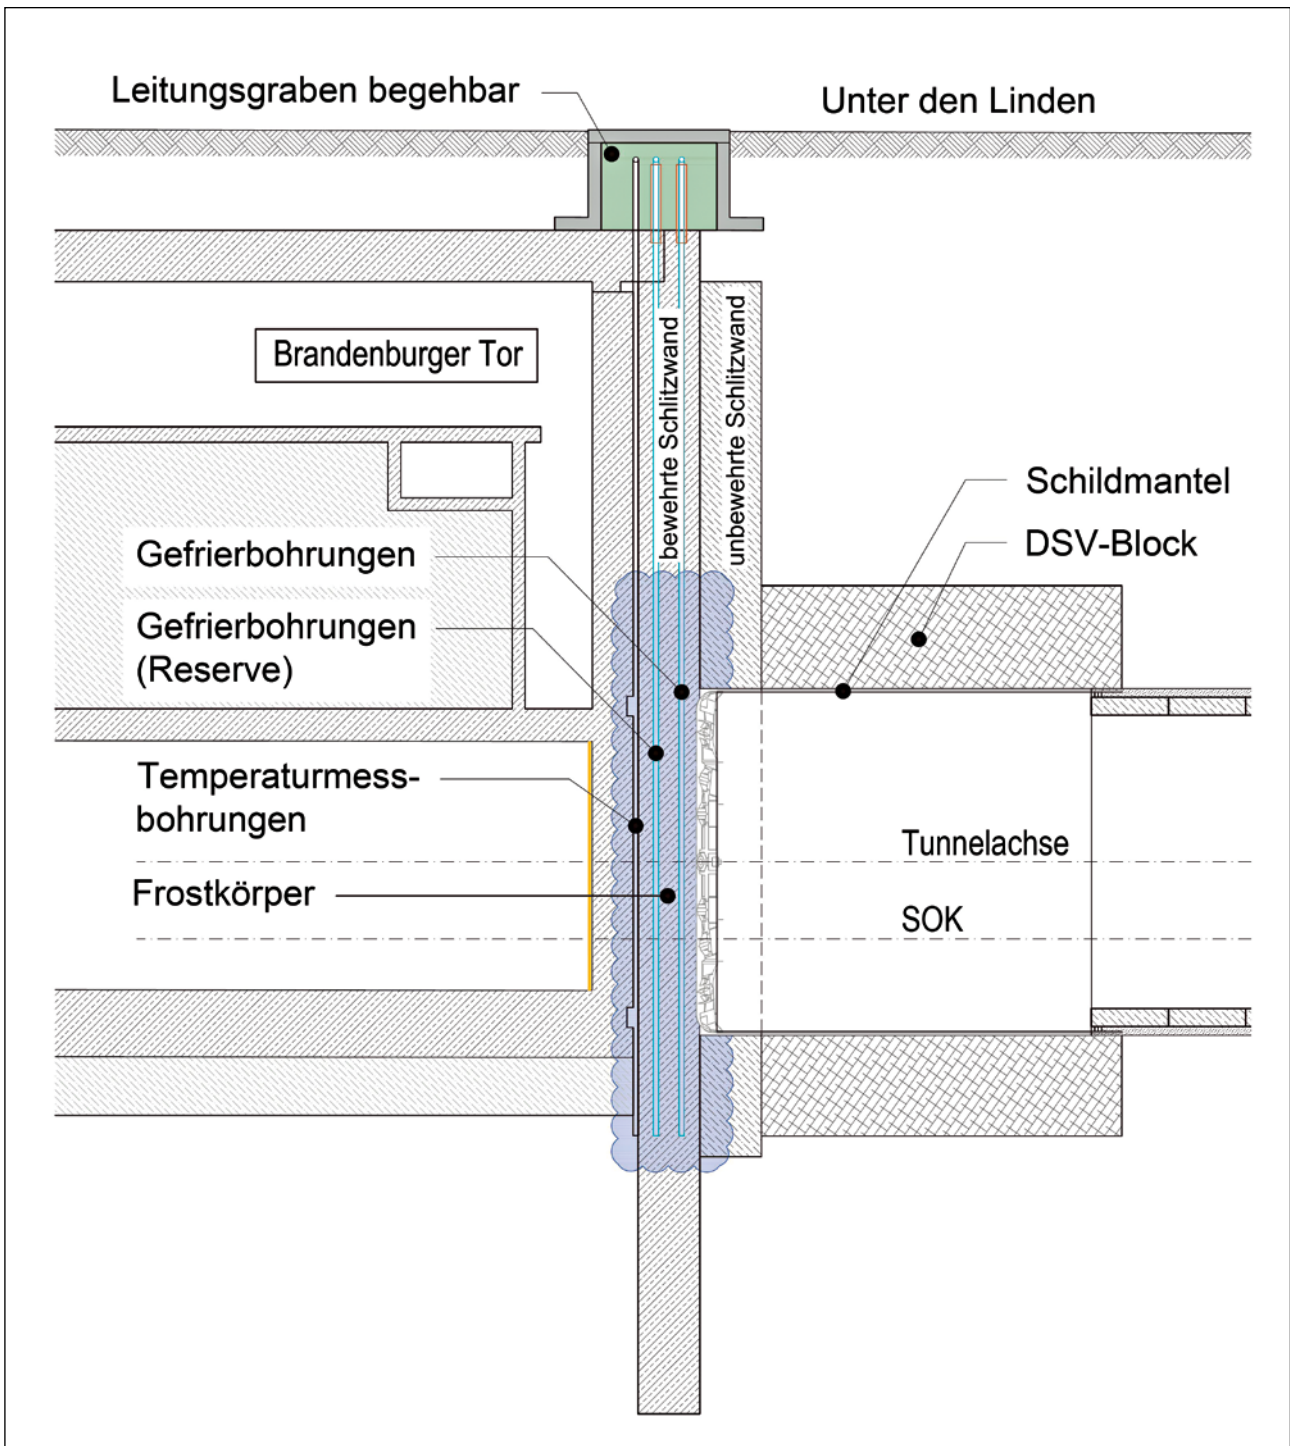 Leitungsgraben begehbar
Unter den Linden
Brandenburger Tor
bewehrte Schlitzwand
unbewehrte Schlitzwand
Schildmantel
DSV-Block
Gefrierbohrungen
Gefrierbohrungen
(Reserve)
Temperaturmess-
bohrungen
Frostkörper
Tunnelachse
SOK